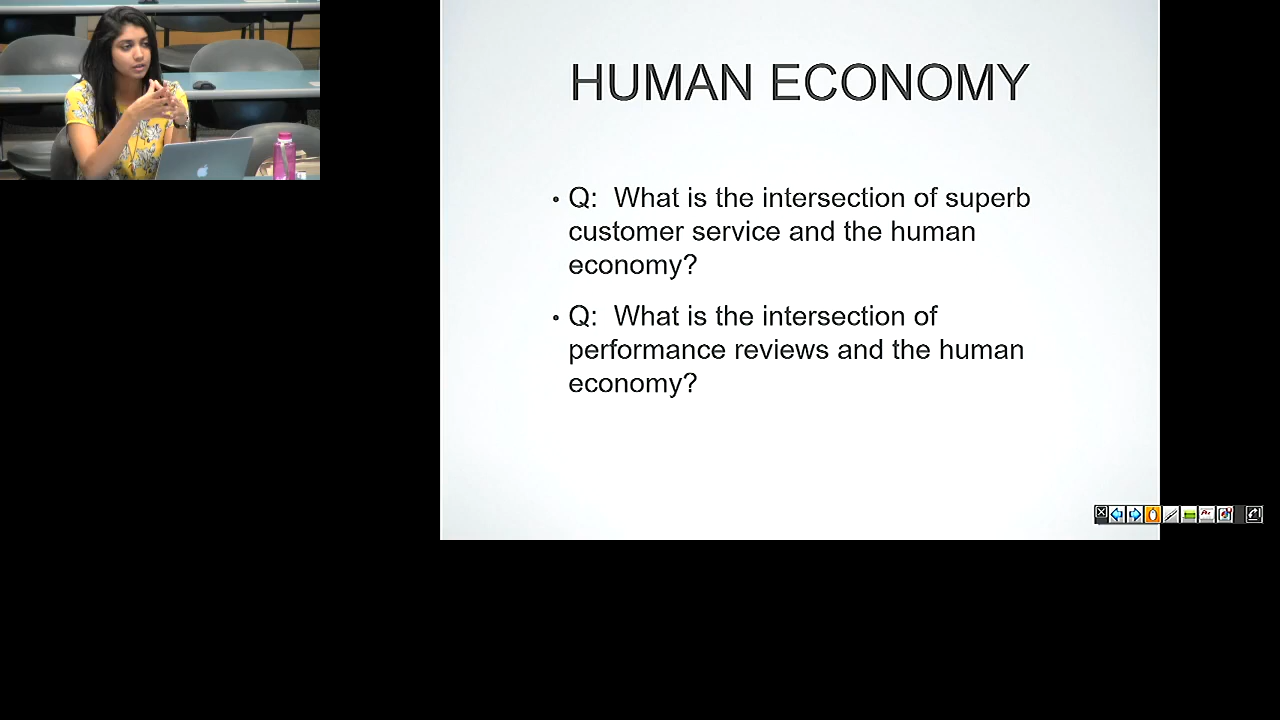 HUMAN ECONOMY
• Q: What is the intersection of superb
customer service and the human
economy?
• Q: What is the intersection of
performance reviews and the human
economy?